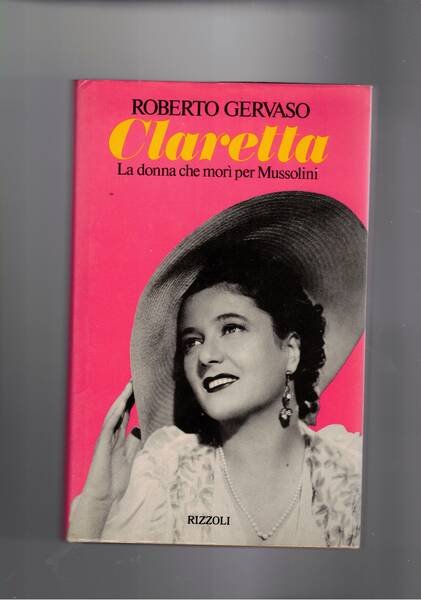 ROBERTO GERVASO
Claretta
La donna che morì per Mussolini
RIZZOLI